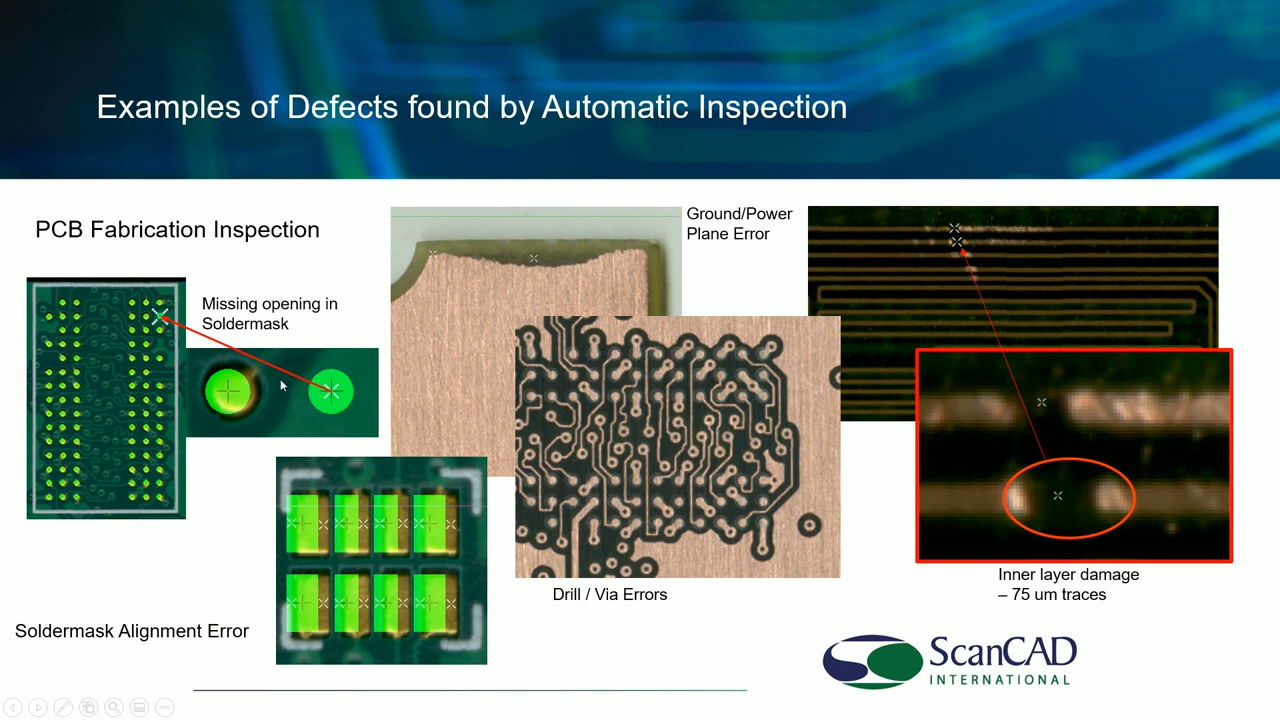 Examples of Defects found by Automatic Inspection
PCB Fabrication Inspection
Missing opening in
Soldermask
Ground/Power
Plane Error
Soldermask Alignment Error
Drill / Via Errors
Inner layer damage
– 75 um traces
ScanCAD
INTERNATIONAL